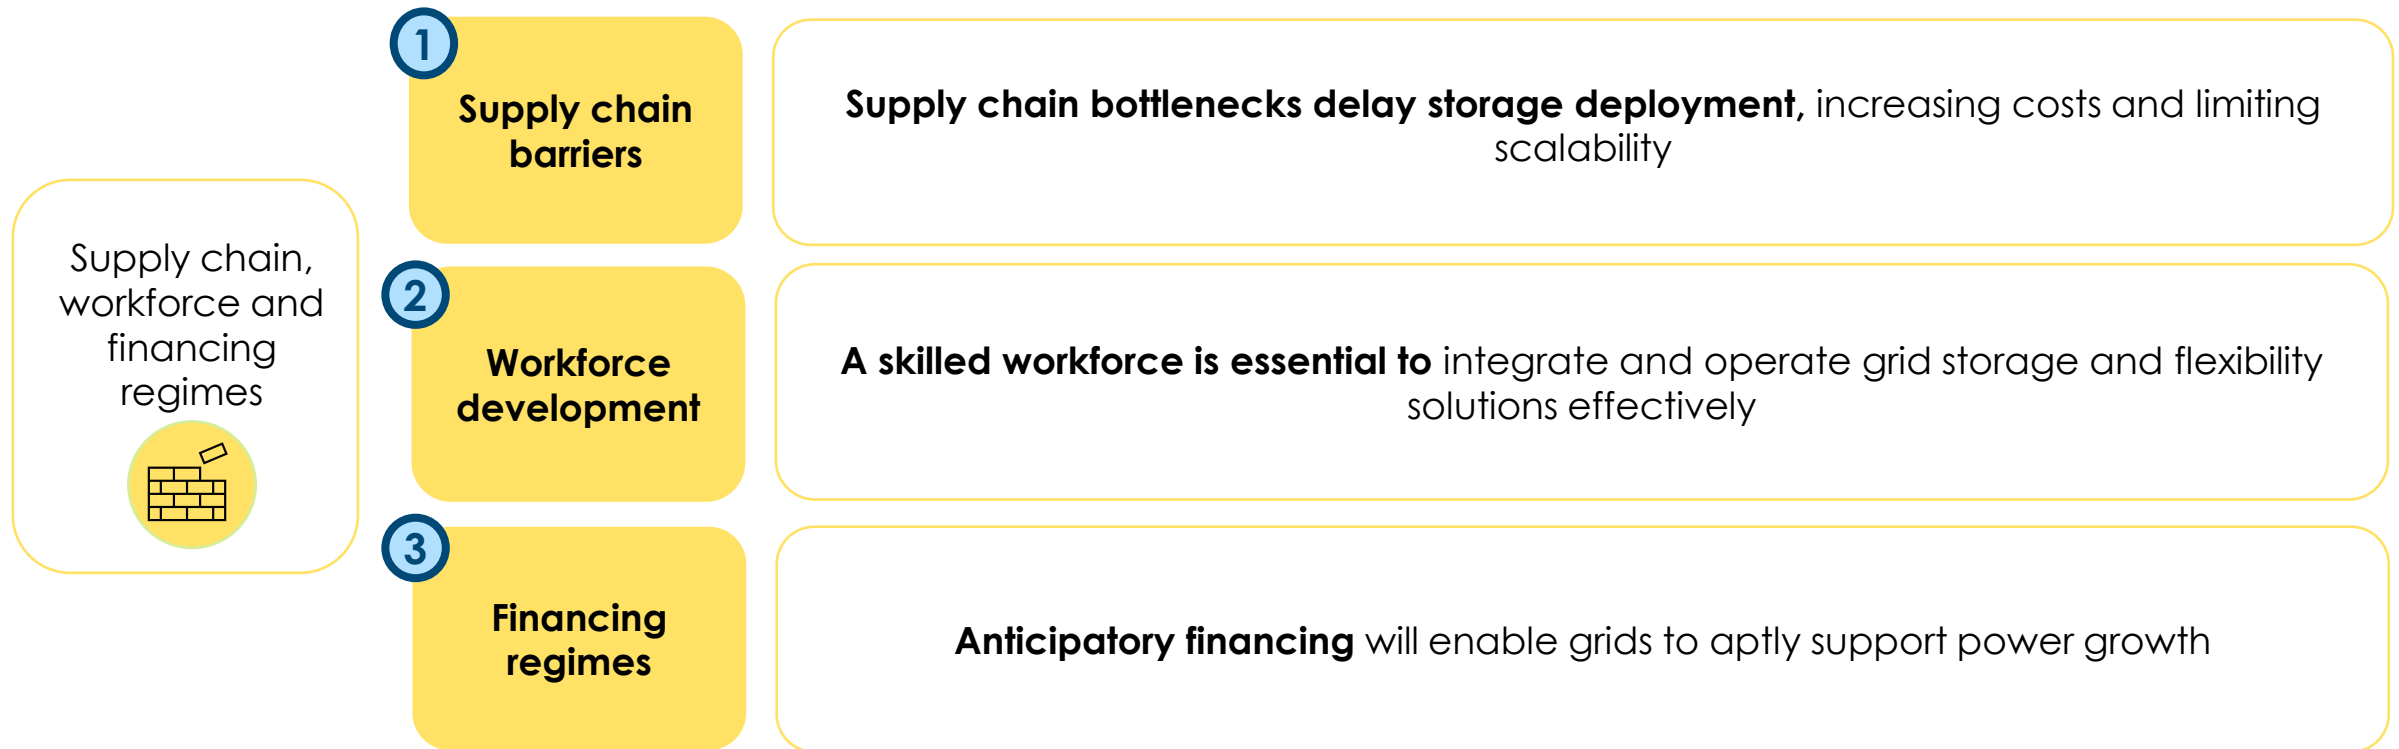 Supply chain,
workforce and
financing
regimes
1
Supply chain
barriers
Supply chain bottlenecks delay storage deployment, increasing costs and limiting
scalability
2
Workforce
development
A skilled workforce is essential to integrate and operate grid storage and flexibility
solutions effectively
3
Financing
regimes
Anticipatory financing will enable grids to aptly support power growth